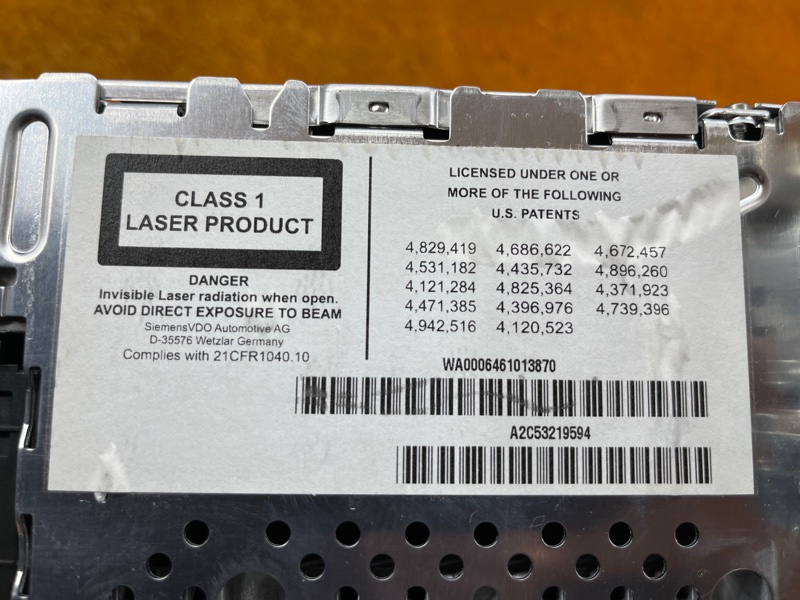 CLASS 1
LASER PRODUCT
DANGER
Invisible Laser radiation when open.
AVOID DIRECT EXPOSURE TO BEAM
SiemensVDO Automotive AG
D-35576 Wetzlar Germany
Complies with 21CFR1040.10
LICENSED UNDER ONE OR
MORE OF THE FOLLOWING
U.S. PATENTS
4,829,419 4,686,622 4,672,457
4,531,182 4,435,732 4,896,260
4,121,284 4,825,364 4,371,923
4,471,385 4,396,976 4,739,396
4,942,516 4,120,523
WA0006461013870
A2C53219594